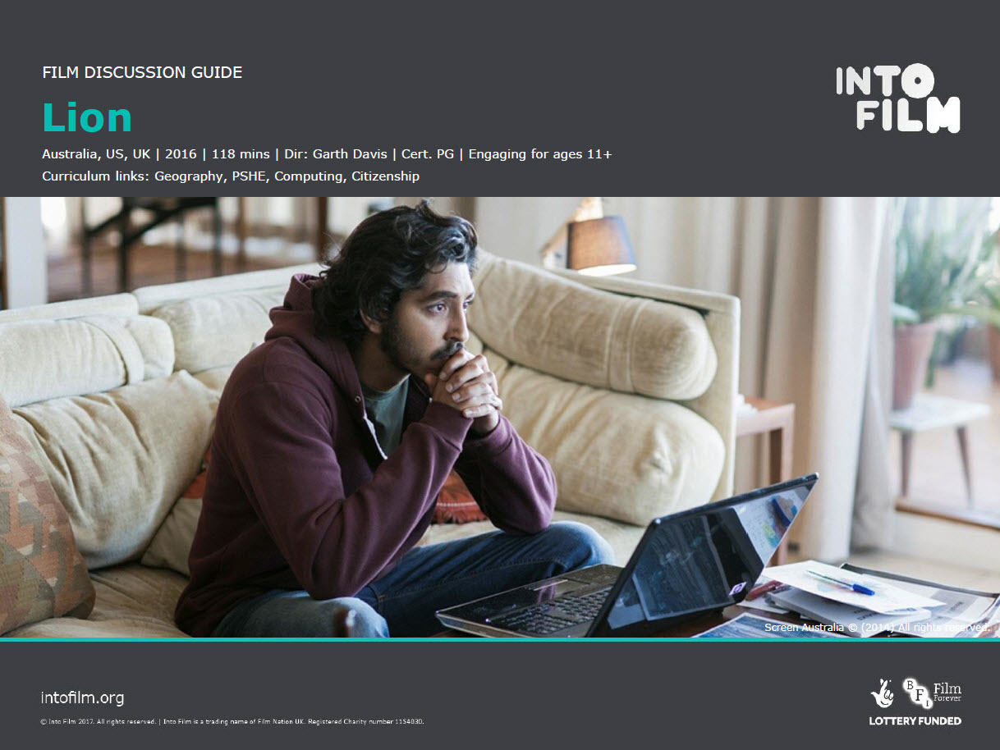 FILM DISCUSSION GUIDE
INTO
FILM
Lion
Australia, US, UK | 2016 | 118 mins | Dir: Garth Davis | Cert. PG | Engaging for ages 11+
Curriculum links: Geography, PSHE, Computing, Citizenship
Screen Australia © (2014) All rights reserved.
intofilm.org
© Into Film 2017. All rights reserved. | Into Film is a trading name of Film Nation UK. Registered Charity number 1154030.
BFI Film
Forever
LOTTERY FUNDED